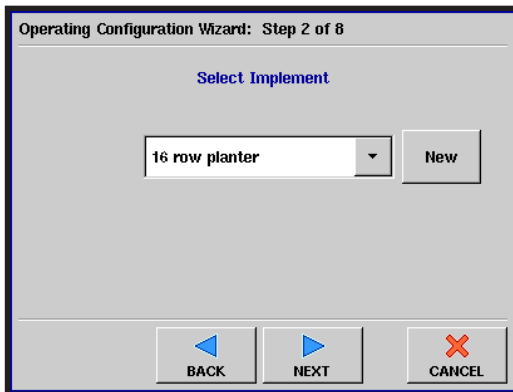 Operating Configuration Wizard: Step 2 of 8
Select Implement
16 row planter
New
BACK
NEXT
CANCEL